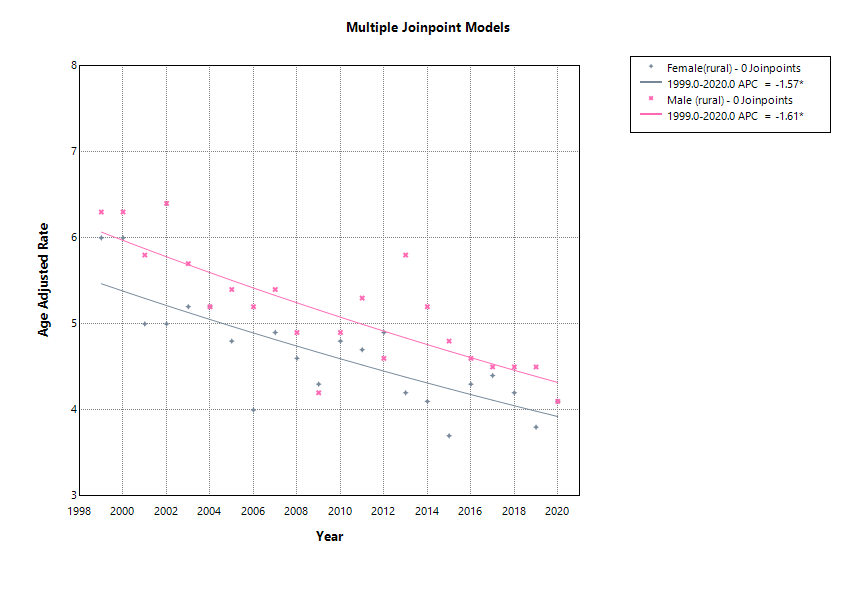 Multiple Joinpoint Models
Female(rural) - 0 Joinpoints
1999.0-2020.0 APC = -1.57*
Male (rural) - 0 Joinpoints
1999.0-2020.0 APC = -1.61*
Age Adjusted Rate
8
7
6
5
4
3
1998 2000 2002 2004 2006 2008 2010 2012 2014 2016 2018 2020
Year